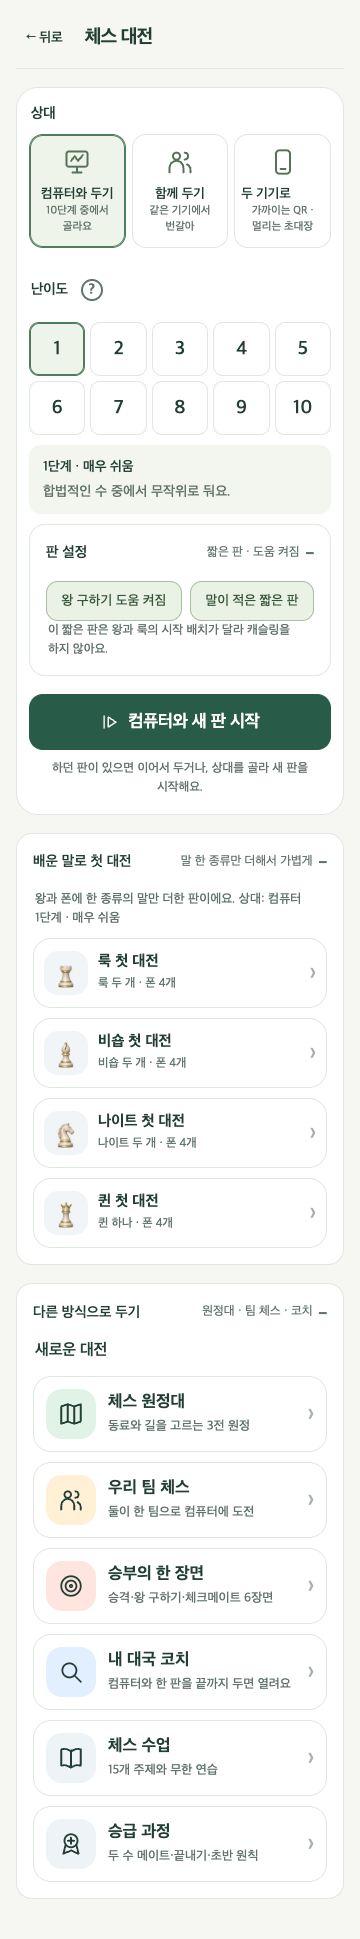 ← 뒤로 체스 대전
상대
컴퓨터와 두기
10단계 중에서
골라요
함께 두기
같은 기기에서
번갈아
두 기기로
가까이는 QR ·
멀리는 초대장
난이도 ?
1 2 3 4 5
6 7 8 9 10
1단계 · 매우 쉬움
합법적인 수 중에서 무작위로 둬요.
판 설정 짧은 판 · 도움 켜짐 –
왕 구하기 도움 켜짐 말이 적은 짧은 판
이 짧은 판은 왕과 룩의 시작 배치가 달라 캐슬링을
하지 않아요.
컴퓨터와 새 판 시작
하던 판이 있으면 이어서 두거나, 상대를 골라 새 판을
시작해요.
배운 말로 첫 대전 말 한 종류만 더해서 가볍게 –
왕과 폰에 한 종류의 말만 더한 판이에요. 상대: 컴퓨터
1단계 · 매우 쉬움
룩 첫 대전
룩 두 개 · 폰 4개
비숍 첫 대전
비숍 두 개 · 폰 4개
나이트 첫 대전
나이트 두 개 · 폰 4개
퀸 첫 대전
퀸 하나 · 폰 4개
다른 방식으로 두기 원정대 · 팀 체스 · 코치 –
새로운 대전
체스 원정대
동료와 길을 고르는 3전 원정
우리 팀 체스
둘이 한 팀으로 컴퓨터에 도전
승부의 한 장면
승격·왕 구하기·체크메이트 6장면
내 대국 코치
컴퓨터와 한 판을 끝까지 두면 열려요
체스 수업
15개 주제와 무한 연습
승급 과정
두 수 메이트·끝내기·초반 원칙